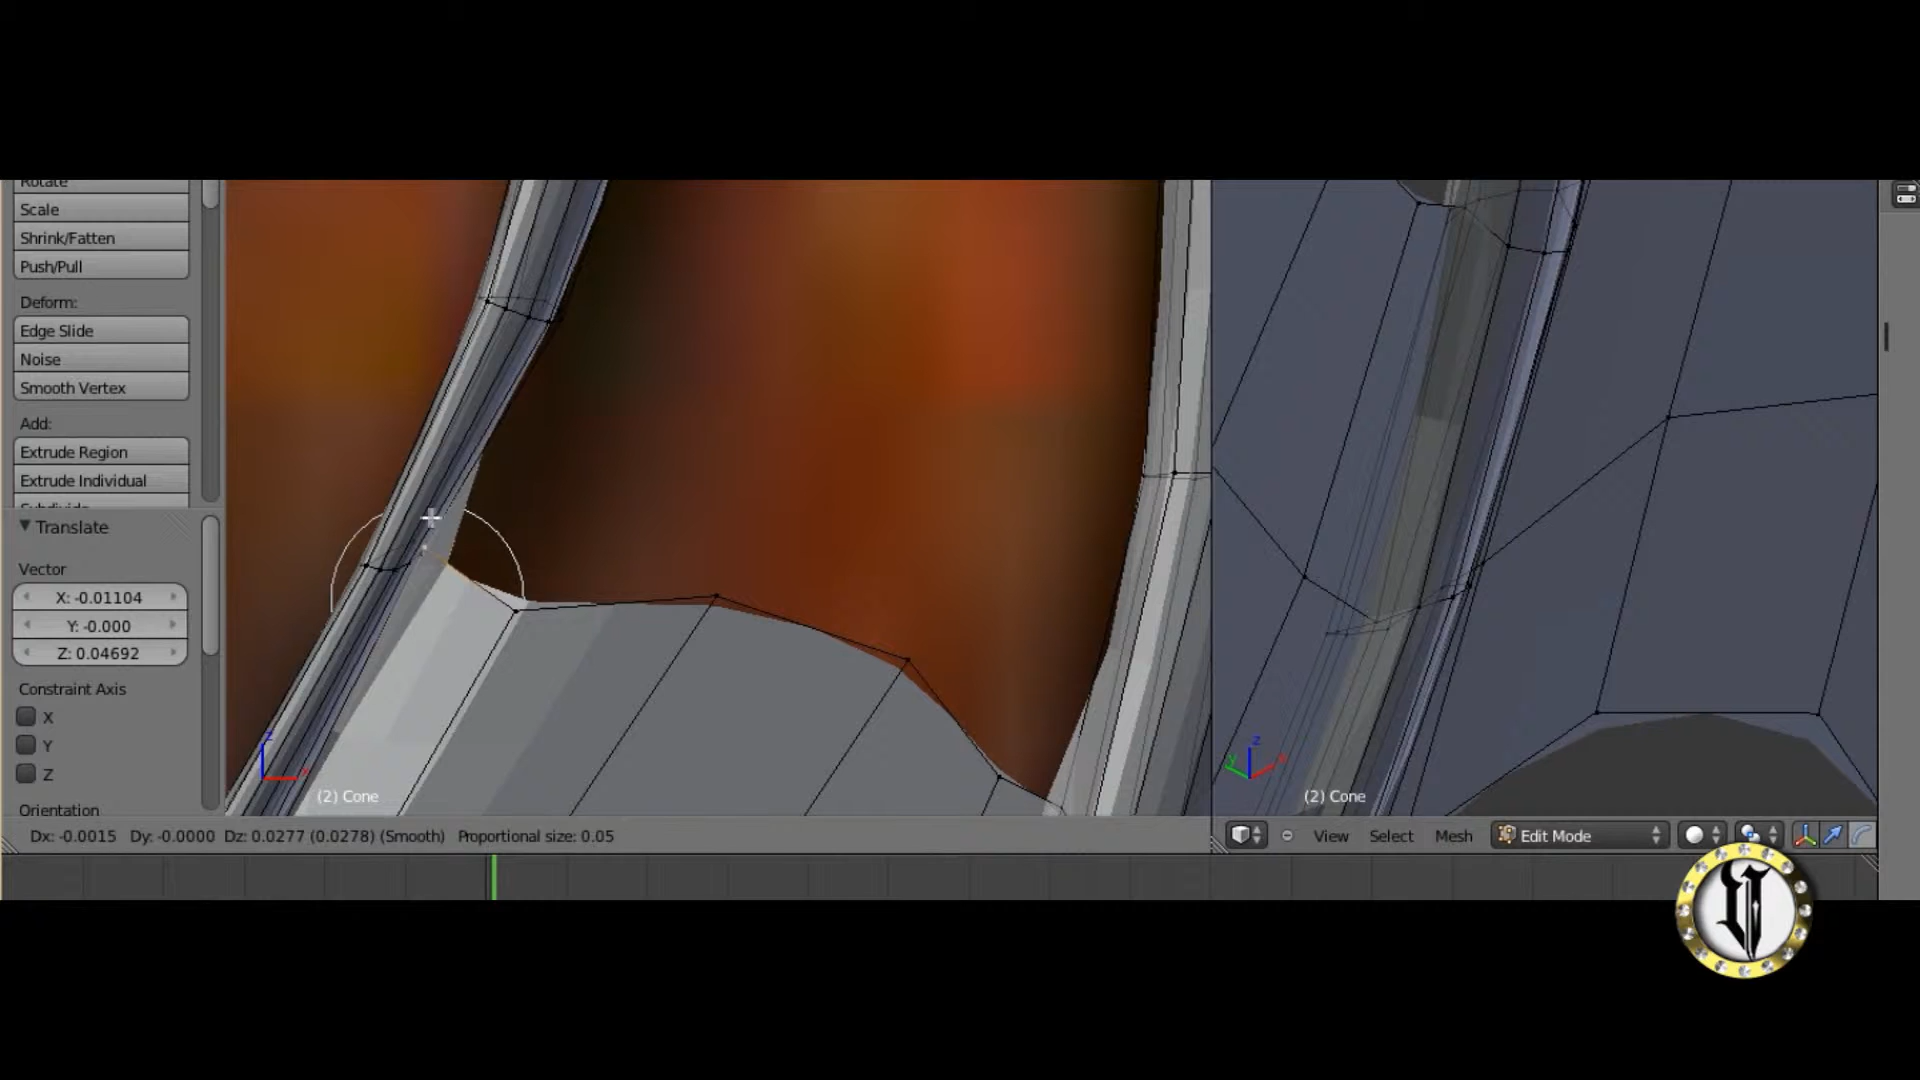 Rotate
Scale
Shrink/Fatten
Push/Pull
Deform:
Edge Slide
Noise
Smooth Vertex
Add:
Extrude Region
Extrude Individual
Subdivide
Translate
Vector
X: -0.01104
Y: -0.000
Z: 0.04692
Constraint Axis
X
Y
Z
Orientation
z
x
(2) Cone
z
y
x
(2) Cone
Dx: -0.0015 Dy: -0.0000 Dz: 0.0277 (0.0278) (Smooth) Proportional size: 0.05
View Select Mesh Edit Mode